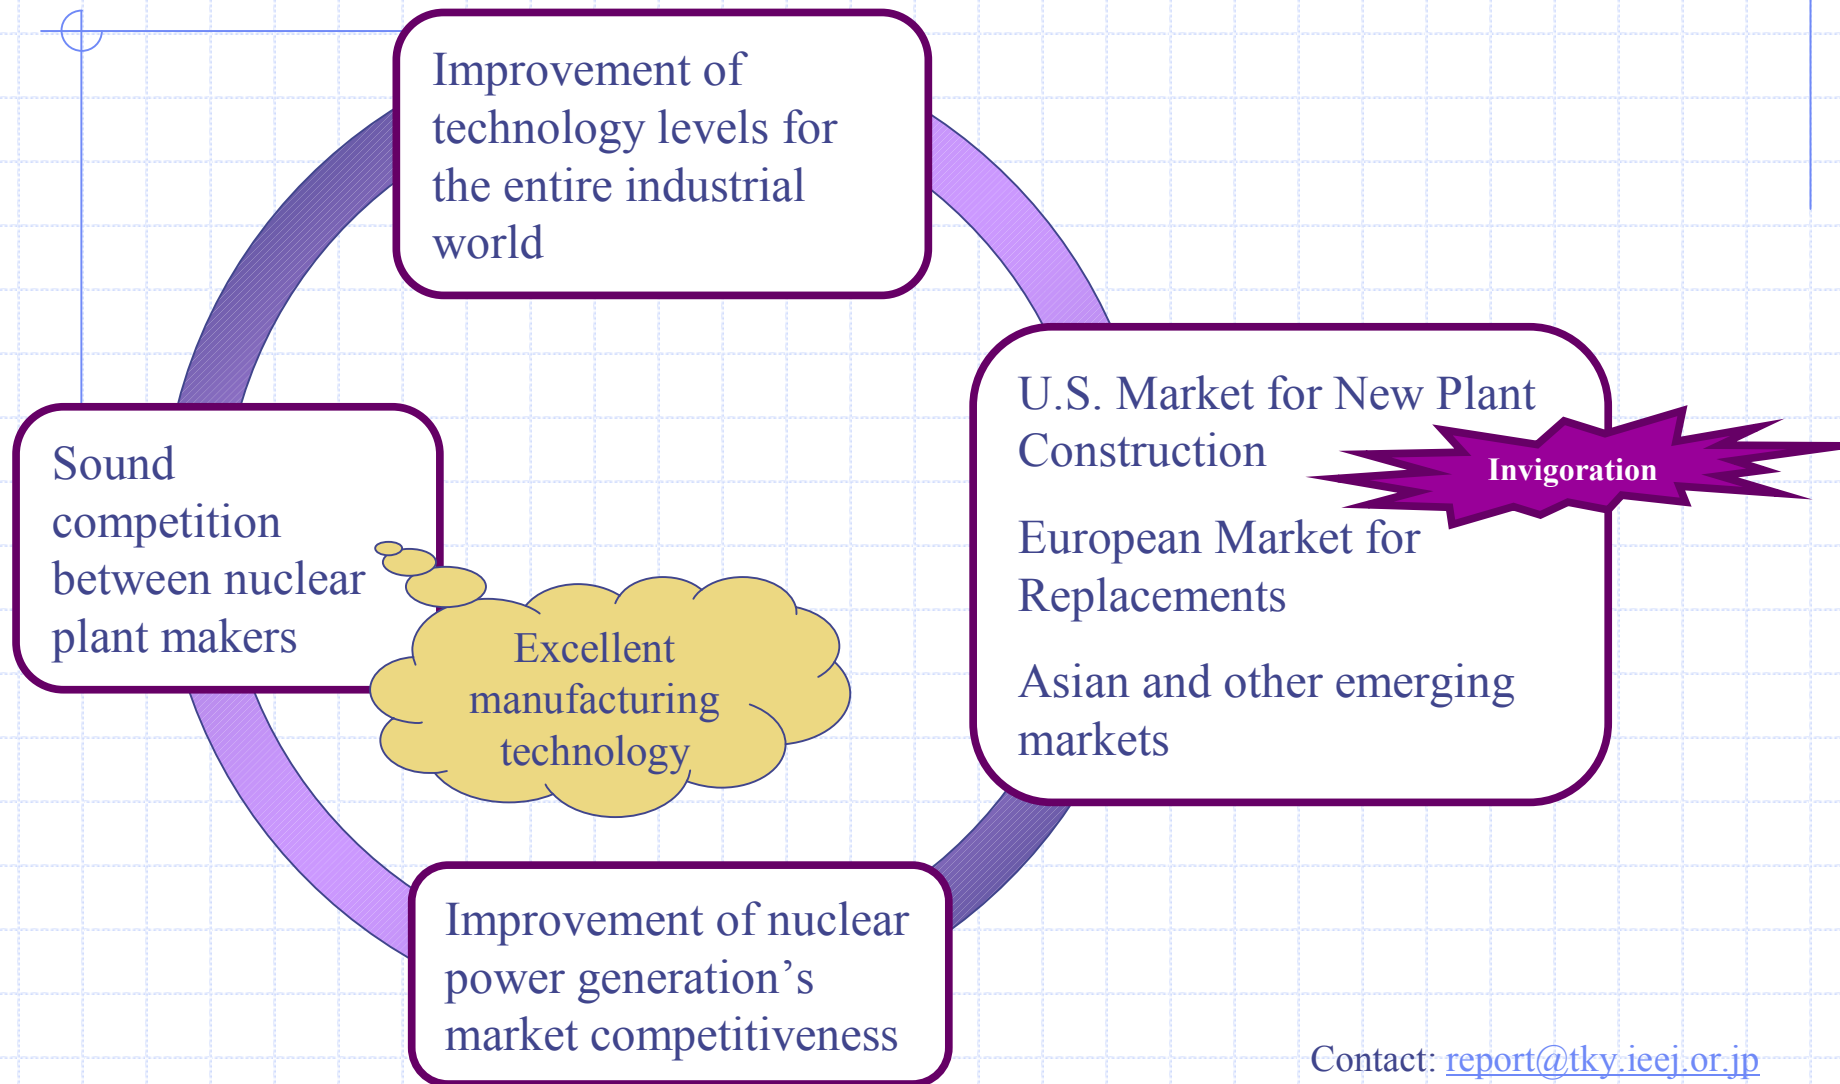 Improvement of
technology levels for
the entire industrial
world
U.S. Market for New Plant
Construction
Invigoration
European Market for
Replacements
Asian and other emerging
markets
Sound
competition
between nuclear
plant makers
Excellent
manufacturing
technology
Improvement of nuclear
power generation’s
market competitiveness
Contact: report@tky.ieej.or.jp